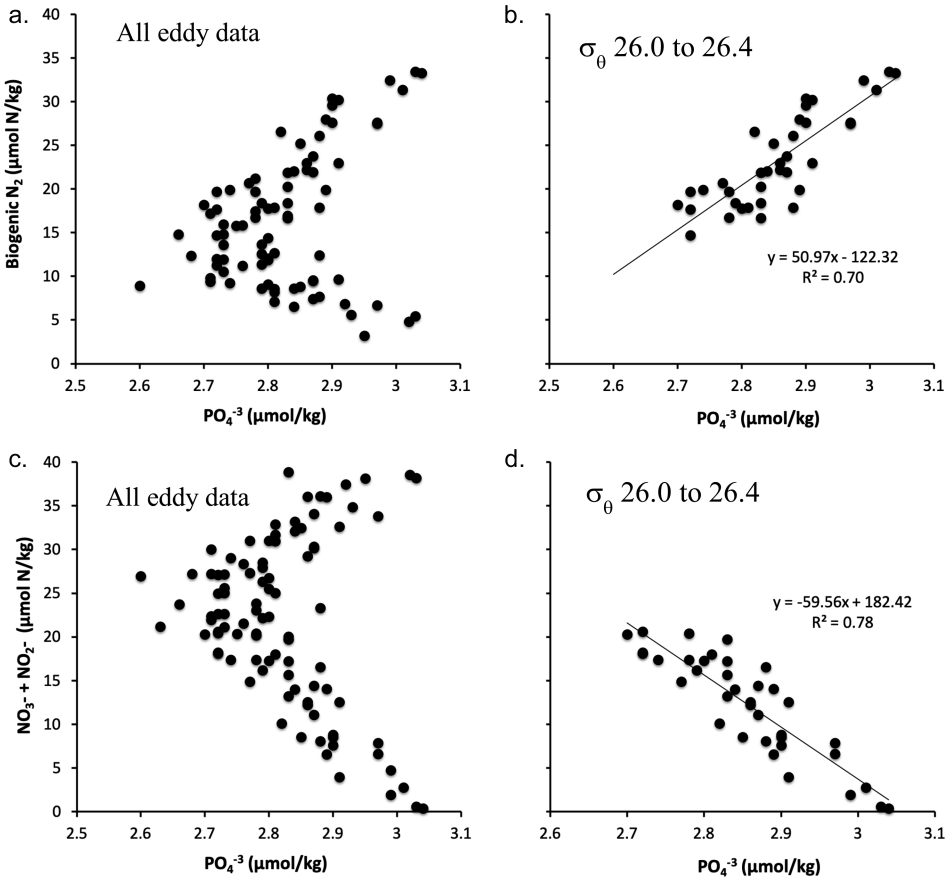 a.
All eddy data
40
35
30
25
20
15
10
5
0
2.5 2.6 2.7 2.8 2.9 3 3.1
Biogenic N₂ (µmol N/kg)
PO₄⁻³ (µmol/kg)
b.
σθ 26.0 to 26.4
y = 50.97x - 122.32
R² = 0.70
2.5 2.6 2.7 2.8 2.9 3 3.1
PO₄⁻³ (µmol/kg)
c.
All eddy data
40
35
30
25
20
15
10
5
0
2.5 2.6 2.7 2.8 2.9 3 3.1
NO₃- + NO₂- (µmol N/kg)
PO₄⁻³ (µmol/kg)
d.
σθ 26.0 to 26.4
y = -59.56x + 182.42
R² = 0.78
2.6 2.7 2.8 2.9 3 3.1
PO₄⁻³ (µmol/kg)